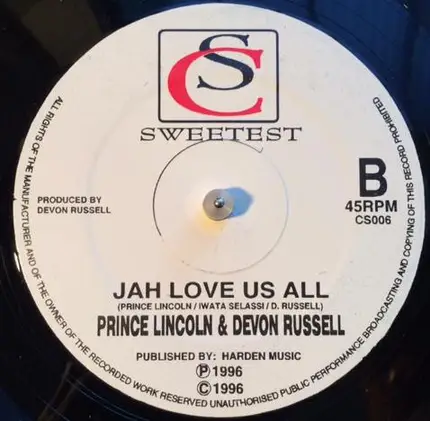 CS
SWEETEST
B
45RPM
CS006
PRODUCED BY
DEVON RUSSELL
JAH LOVE US ALL
(PRINCE LINCOLN / IWATA SELASSI / D. RUSSELL)
PRINCE LINCOLN & DEVON RUSSELL
PUBLISHED BY: HARDEN MUSIC
Ⓟ 1996
© 1996
ALL RIGHTS OF THE MANUFACTURER AND OF THE OWNER OF THE RECORDED WORK RESERVED UNAUTHORISED PUBLIC PERFORMANCE BROADCASTING AND COPYING OF THIS RECORD PROHIBITED